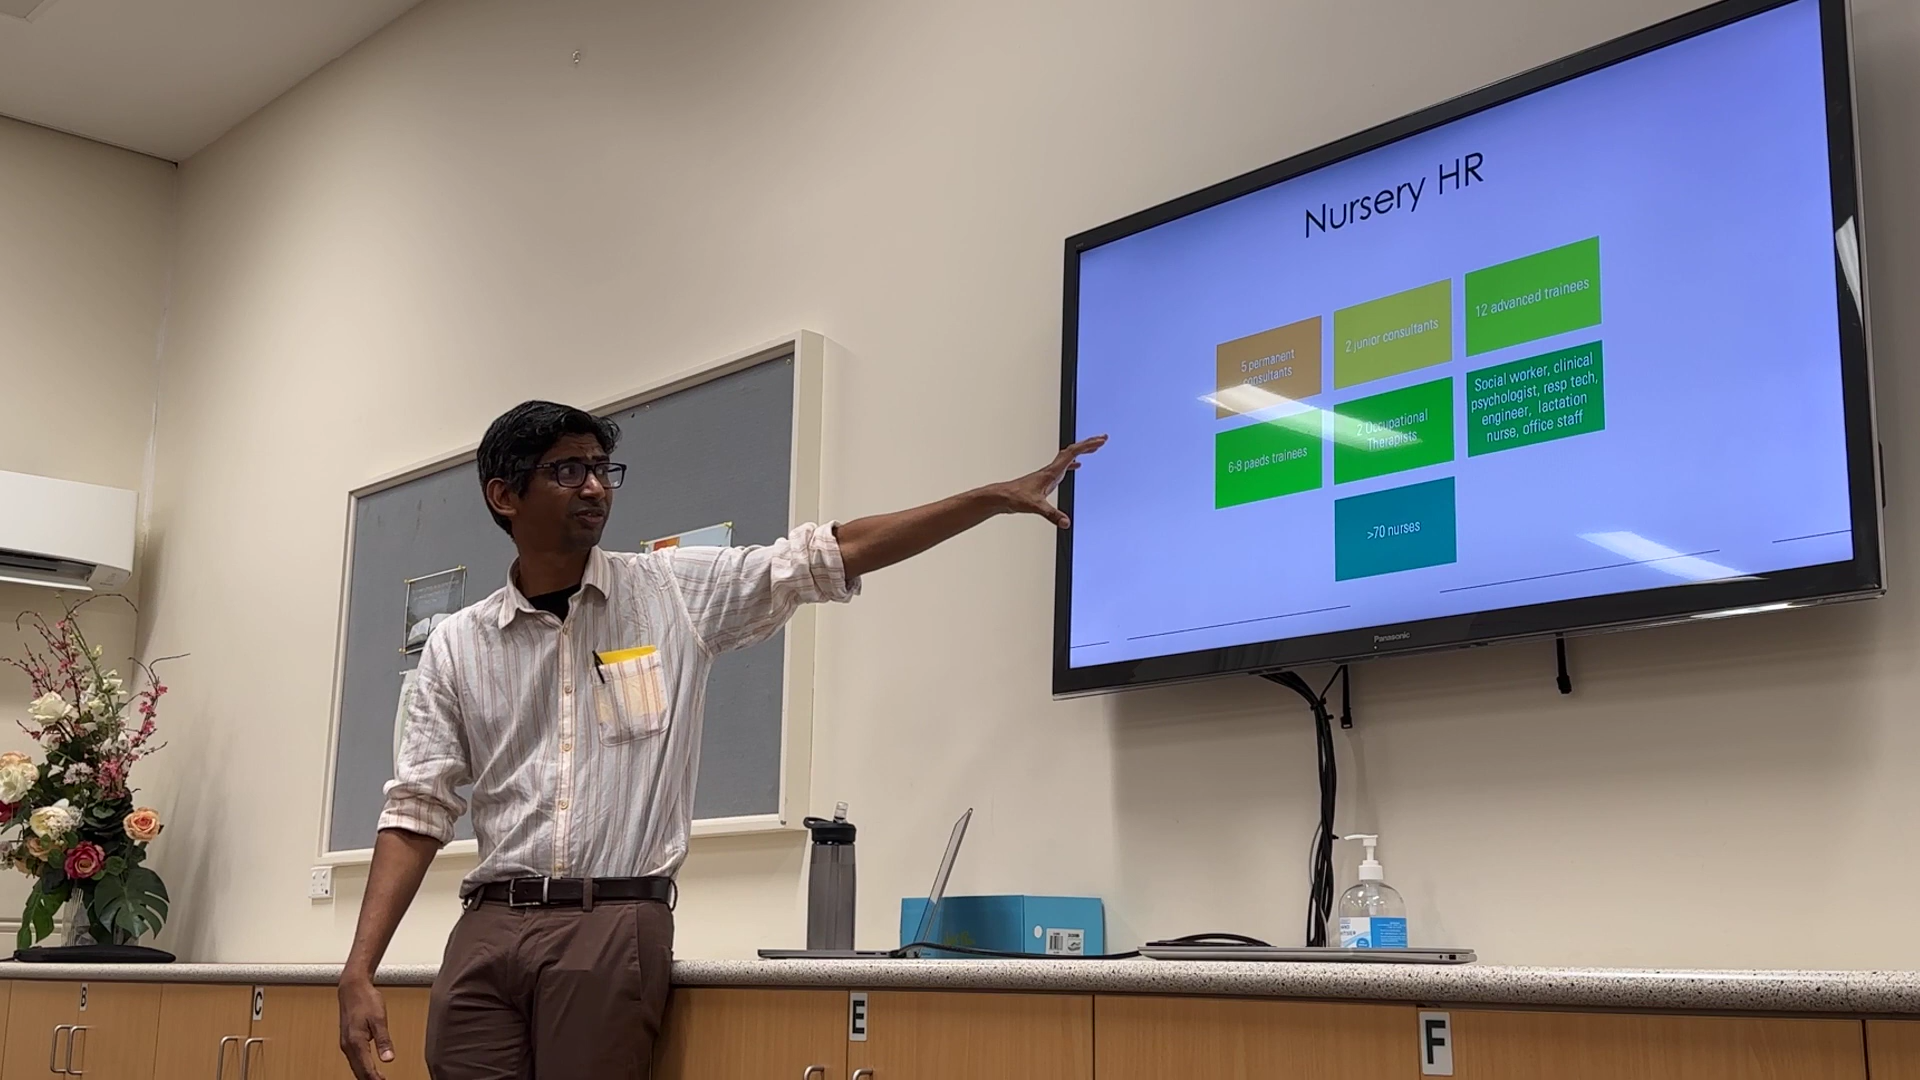 Nursery HR
5 permanent
consultants
2 junior consultants
12 advanced trainees
6-8 paeds trainees
2 Occupational
Therapists
Social worker, clinical
psychologist, resp tech,
engineer, lactation
nurse, office staff
>70 nurses
Panasonic
B
C
E
F